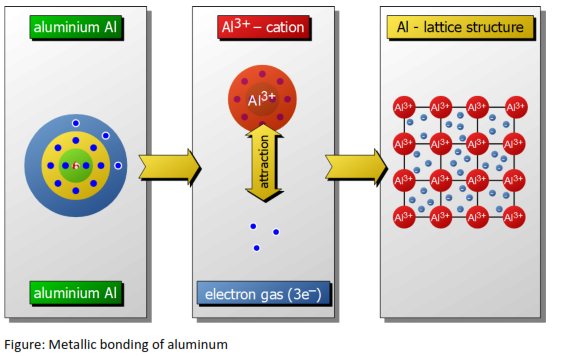 aluminium Al
aluminium Al
Al³⁺ – cation
Al³⁺
attraction
electron gas (3e⁻)
Al - lattice structure
Al³⁺ Al³⁺ Al³⁺ Al³⁺
Al³⁺ Al³⁺ Al³⁺ Al³⁺
Al³⁺ Al³⁺ Al³⁺ Al³⁺
Al³⁺ Al³⁺ Al³⁺ Al³⁺
Figure: Metallic bonding of aluminum